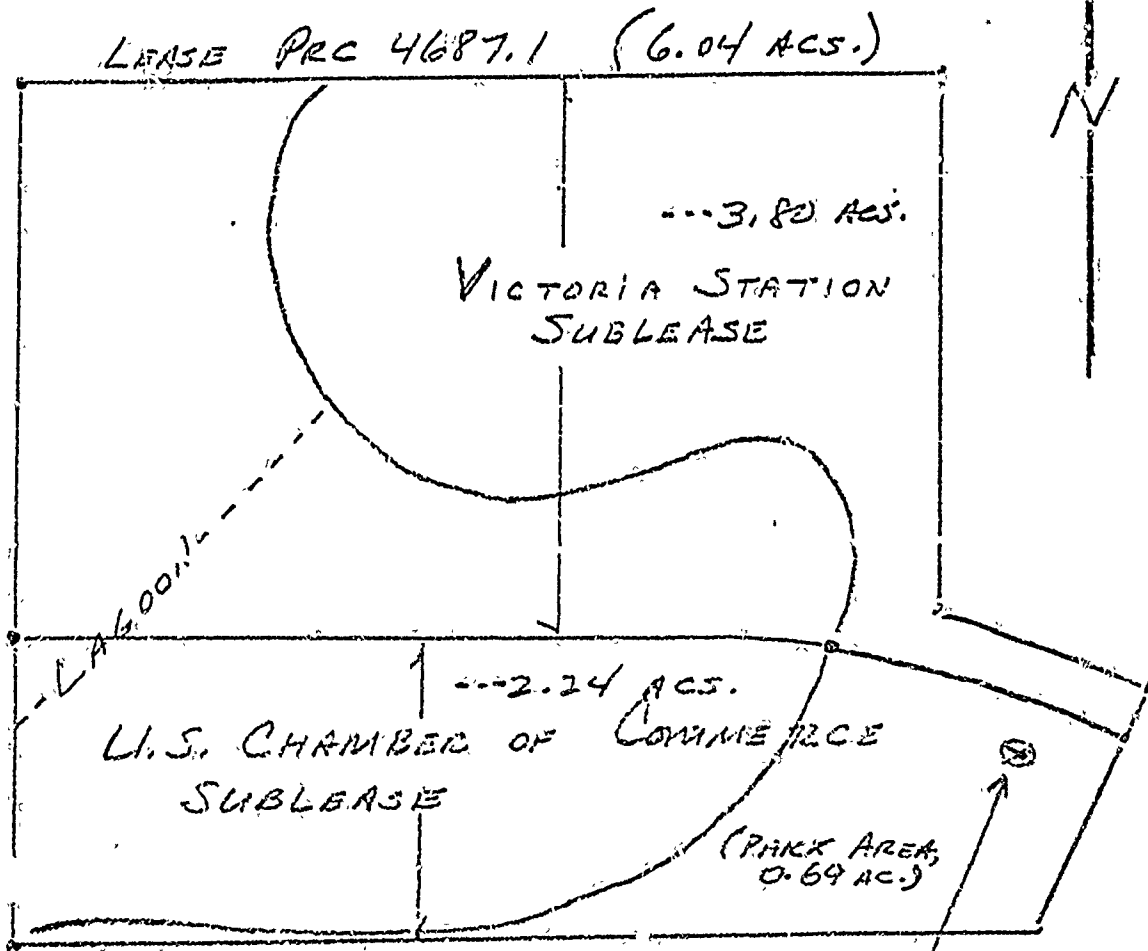 LEASE PRC 4687.1 (6.04 ACS.)
N
---3.80 ACS.
VICTORIA STATION
SUBLEASE
LAGOON
---2.24 ACS.
U.S. CHAMBER OF COMMERCE
SUBLEASE
(PARK AREA,
0.69 AC.)